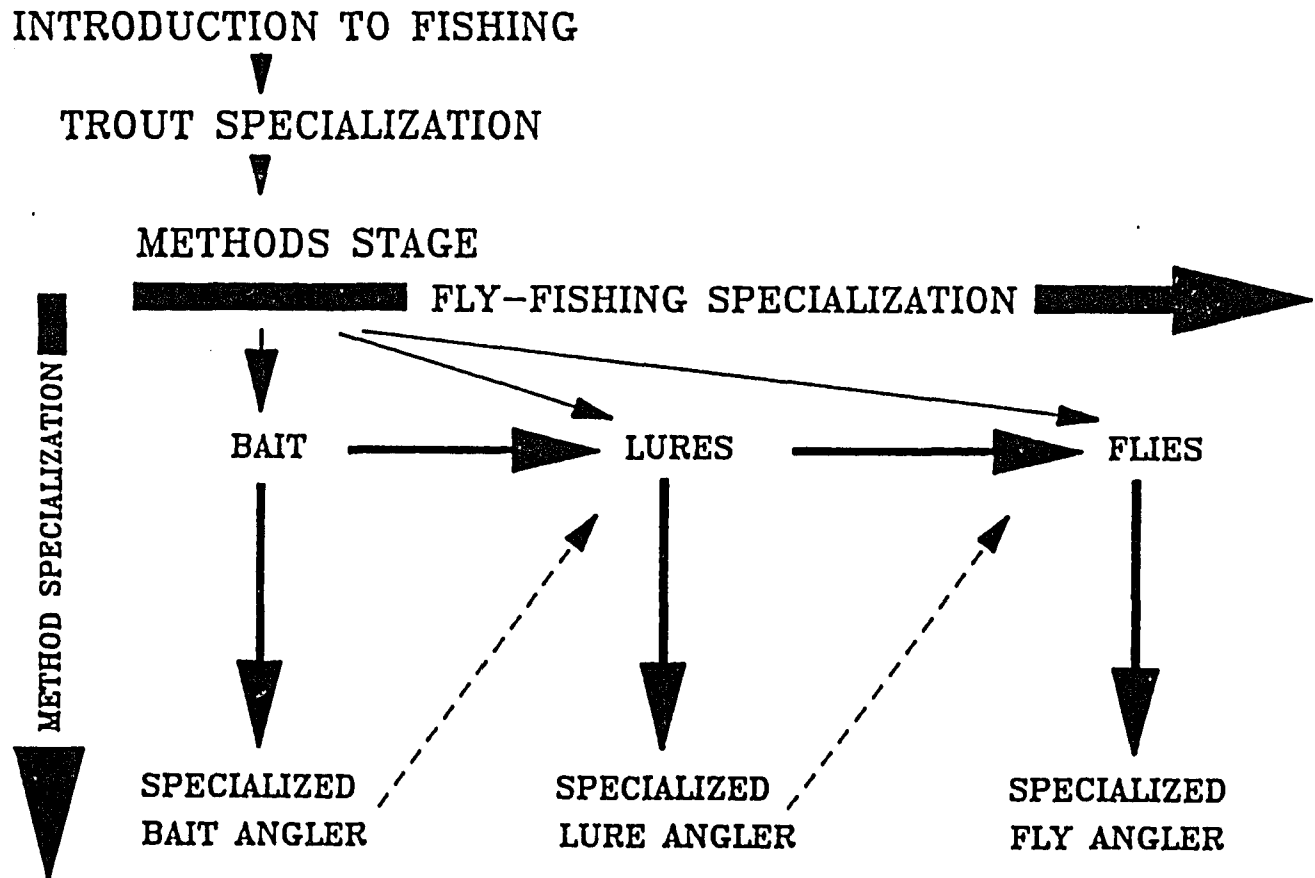 INTRODUCTION TO FISHING
TROUT SPECIALIZATION
METHODS STAGE
FLY-FISHING SPECIALIZATION
METHOD SPECIALIZATION
BAIT
LURES
FLIES
SPECIALIZED
BAIT ANGLER
SPECIALIZED
LURE ANGLER
SPECIALIZED
FLY ANGLER